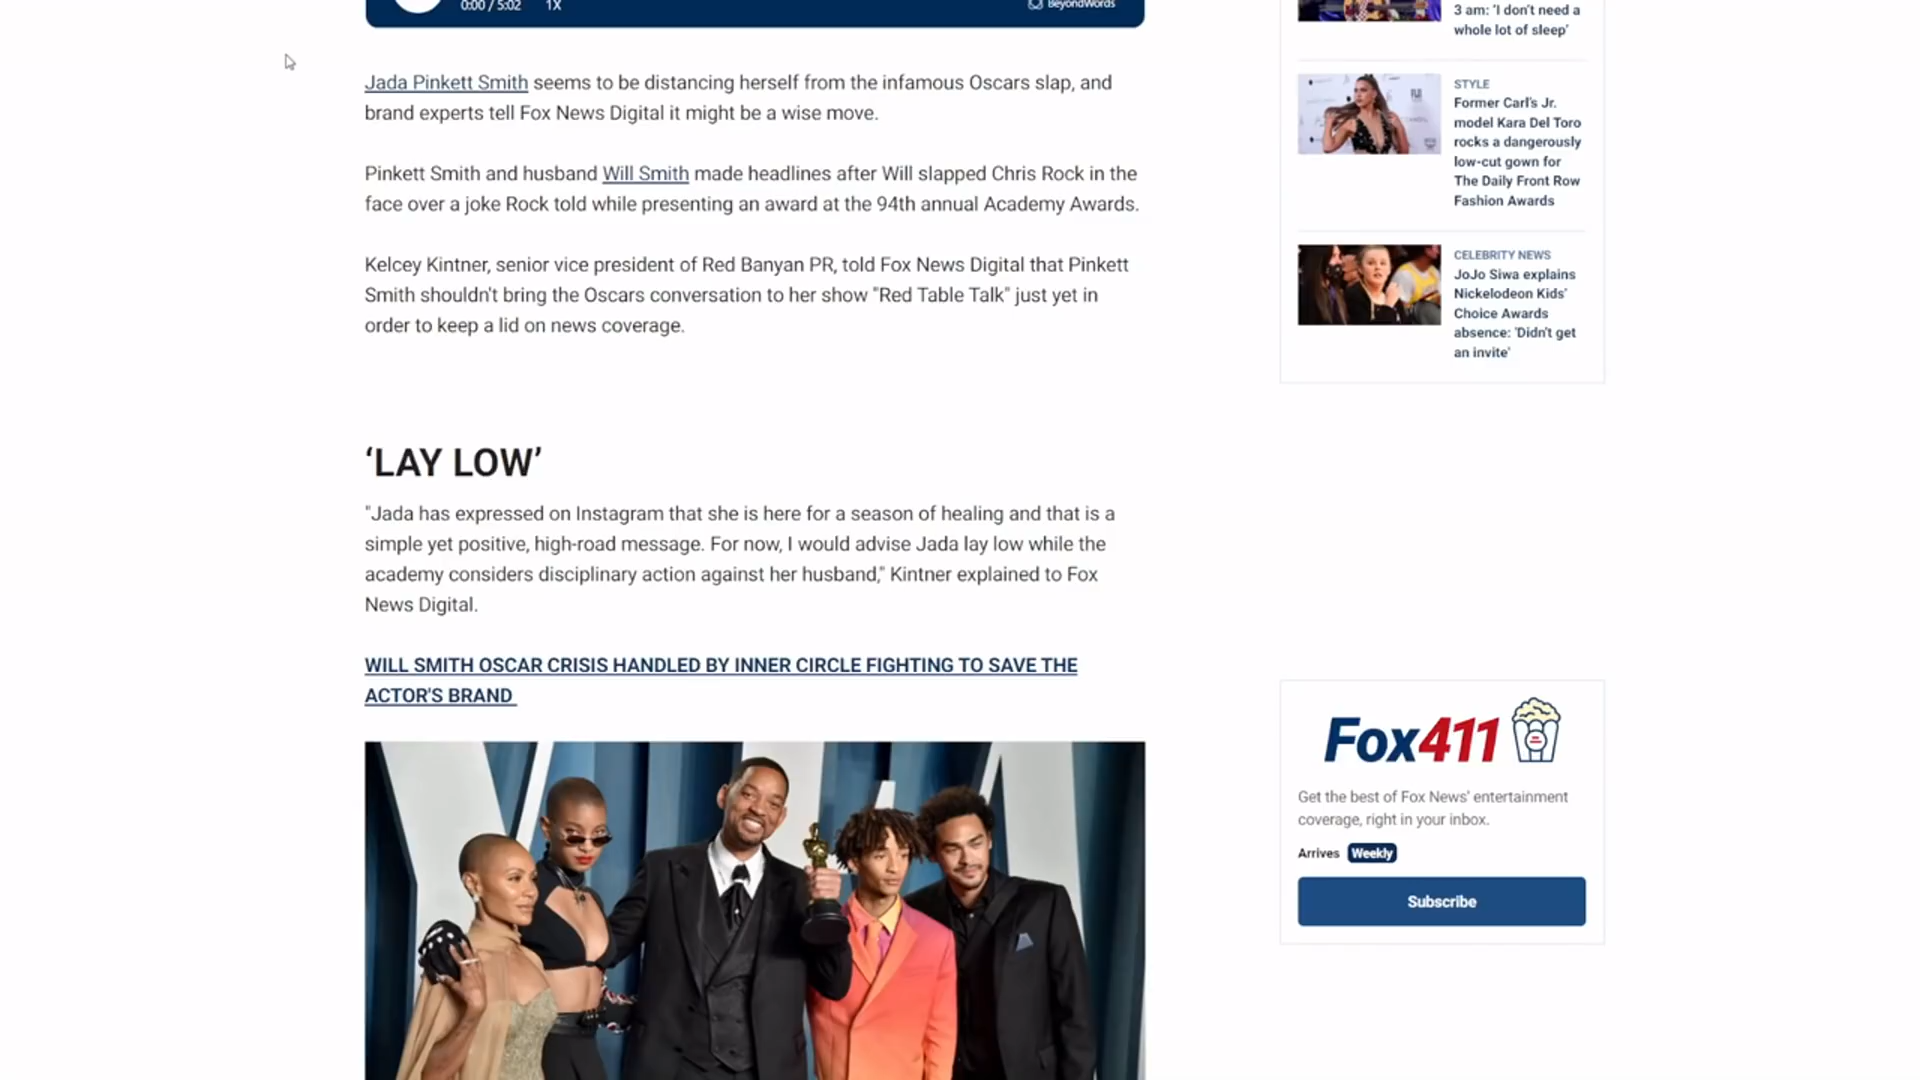 0:00 / 5:02 1X BeyondWords
Jada Pinkett Smith seems to be distancing herself from the infamous Oscars slap, and
brand experts tell Fox News Digital it might be a wise move.
Pinkett Smith and husband Will Smith made headlines after Will slapped Chris Rock in the
face over a joke Rock told while presenting an award at the 94th annual Academy Awards.
Kelcey Kintner, senior vice president of Red Banyan PR, told Fox News Digital that Pinkett
Smith shouldn't bring the Oscars conversation to her show "Red Table Talk" just yet in
order to keep a lid on news coverage.
‘LAY LOW’
"Jada has expressed on Instagram that she is here for a season of healing and that is a
simple yet positive, high-road message. For now, I would advise Jada lay low while the
academy considers disciplinary action against her husband," Kintner explained to Fox
News Digital.
WILL SMITH OSCAR CRISIS HANDLED BY INNER CIRCLE FIGHTING TO SAVE THE
ACTOR'S BRAND
3 am: ‘I don’t need a
whole lot of sleep’
STYLE
Former Carl’s Jr.
model Kara Del Toro
rocks a dangerously
low-cut gown for
The Daily Front Row
Fashion Awards
CELEBRITY NEWS
JoJo Siwa explains
Nickelodeon Kids’
Choice Awards
absence: ‘Didn’t get
an invite’
Fox411
Get the best of Fox News' entertainment
coverage, right in your inbox.
Arrives Weekly
Subscribe